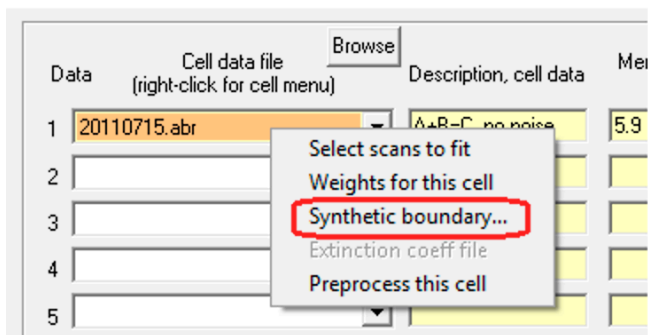 Browse
Cell data file
Data
(right-click for cell menu)
Description, cell data
1 20110715.abr
A+B=C, no noise
5.9
Select scans to fit
2
Weights for this cell
3
Synthetic boundary...
Extinction coeff file
4
Preprocess this cell
5